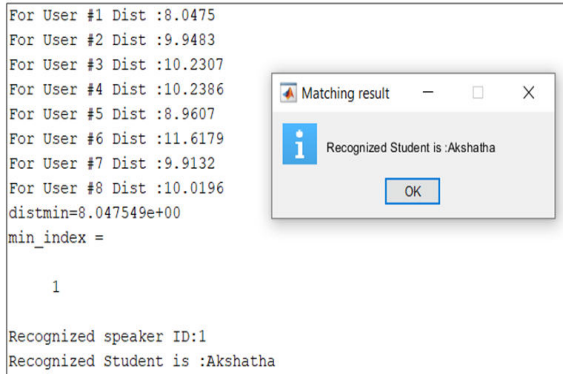 For User #1 Dist :8.0475
For User #2 Dist :9.9483
For User #3 Dist :10.2307
For User #4 Dist :10.2386
For User #5 Dist :8.9607
For User #6 Dist :11.6179
For User #7 Dist :9.9132
For User #8 Dist :10.0196
distmin=8.047549e+00
min_index =
1
Recognized speaker ID:1
Recognized Student is :Akshatha
Matching result
Recognized Student is :Akshatha
OK